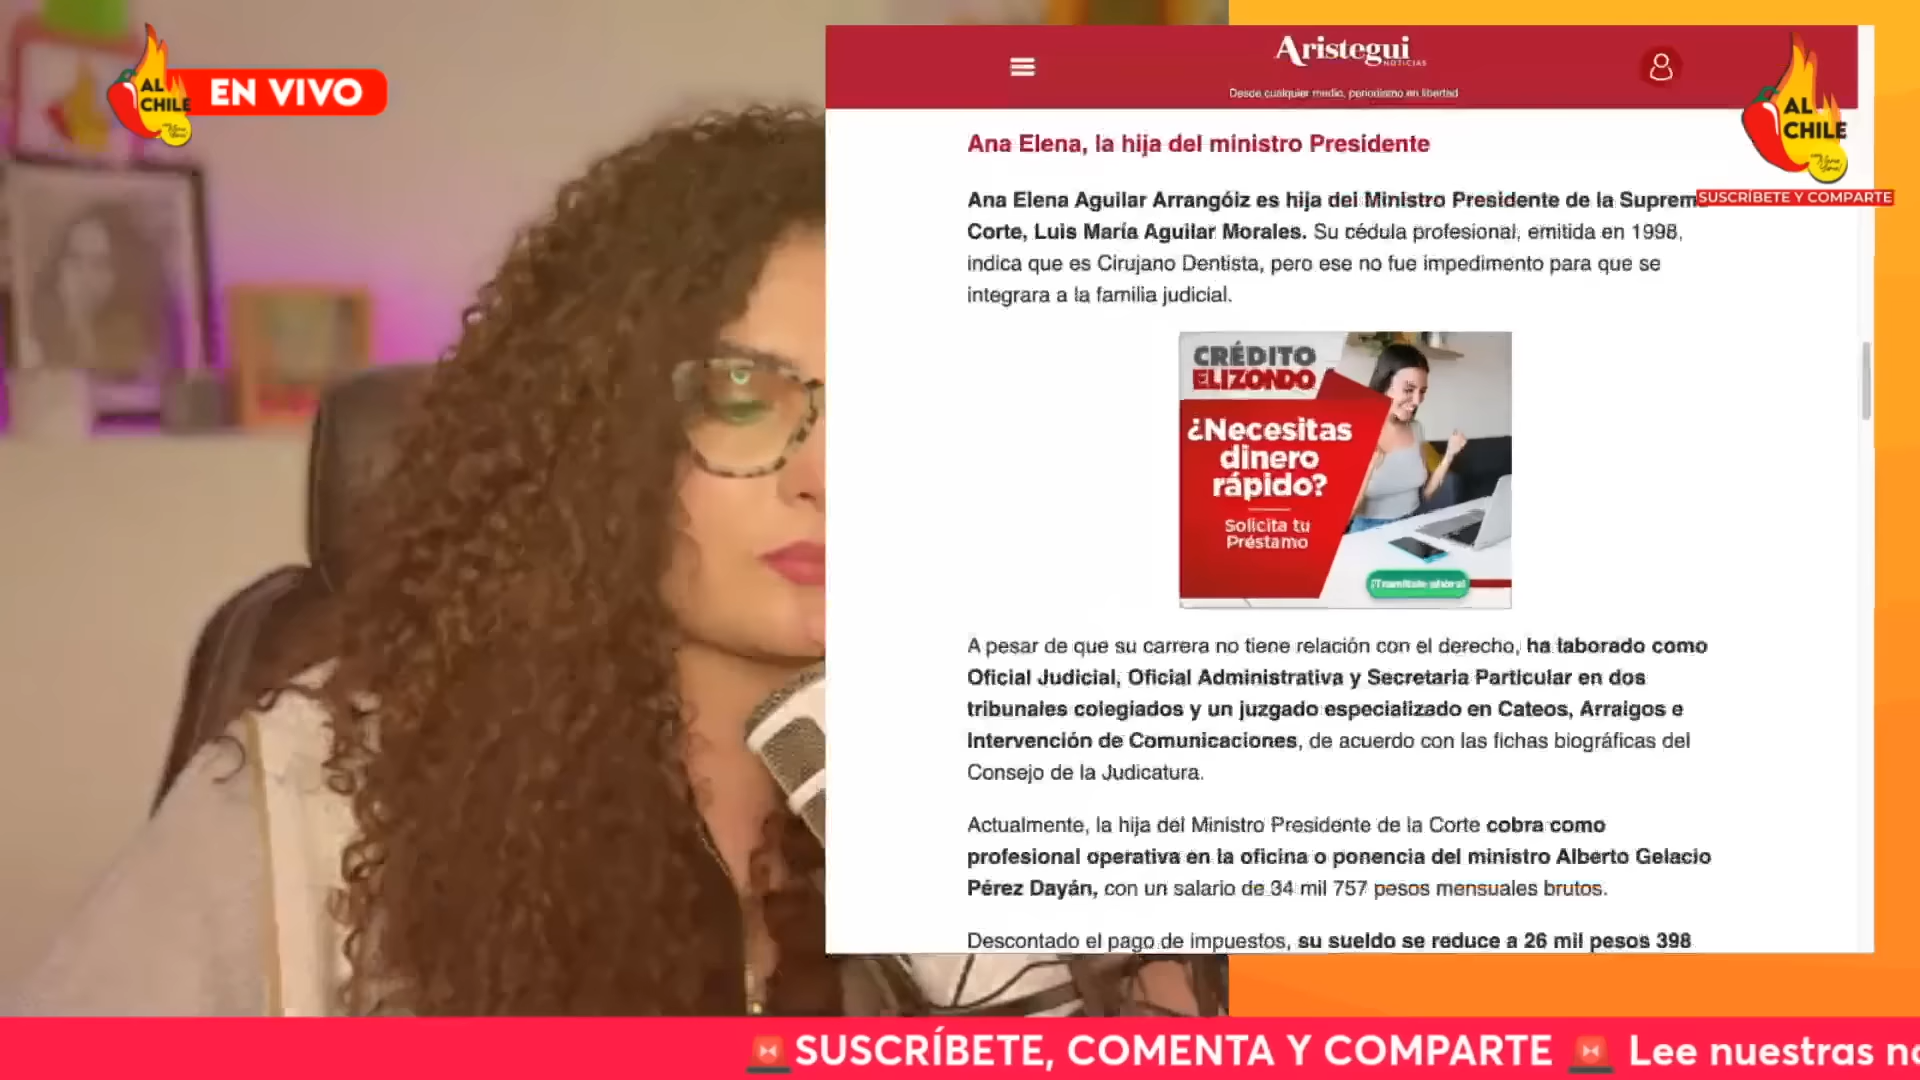 AL
CHILE
EN VIVO
Aristegui
NOTICIAS
Desde cualquier medio, periodismo en libertad
AL
CHILE
SUSCRÍBETE Y COMPARTE
Ana Elena, la hija del ministro Presidente
Ana Elena Aguilar Arrangóiz es hija del Ministro Presidente de la Suprem
Corte, Luis María Aguilar Morales. Su cédula profesional, emitida en 1998,
indica que es Cirujano Dentista, pero ese no fue impedimento para que se
integrara a la familia judicial.
CRÉDITO
ELIZONDO
¿Necesitas
dinero
rápido?
Solicita tu
Préstamo
¡Tramítalo ahora!
A pesar de que su carrera no tiene relación con el derecho, ha laborado como
Oficial Judicial, Oficial Administrativa y Secretaria Particular en dos
tribunales colegiados y un juzgado especializado en Cateos, Arraigos e
Intervención de Comunicaciones, de acuerdo con las fichas biográficas del
Consejo de la Judicatura.
Actualmente, la hija del Ministro Presidente de la Corte cobra como
profesional operativa en la oficina o ponencia del ministro Alberto Gelacio
Pérez Dayán, con un salario de 34 mil 757 pesos mensuales brutos.
Descontado el pago de impuestos, su sueldo se reduce a 26 mil pesos 398
SUSCRÍBETE, COMENTA Y COMPARTE Lee nuestras no